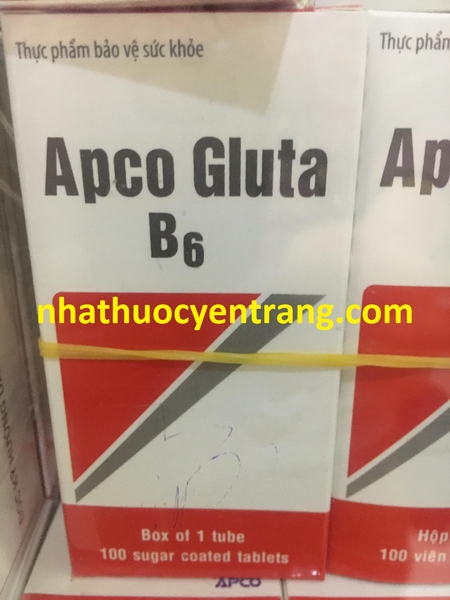 Thực phẩm bảo vệ sức khỏe
Apco Gluta
B6
nhathuocyentrang.com
Box of 1 tube
100 sugar coated tablets
APCO
Thực phẩm
Ap
Hộp
100 viên